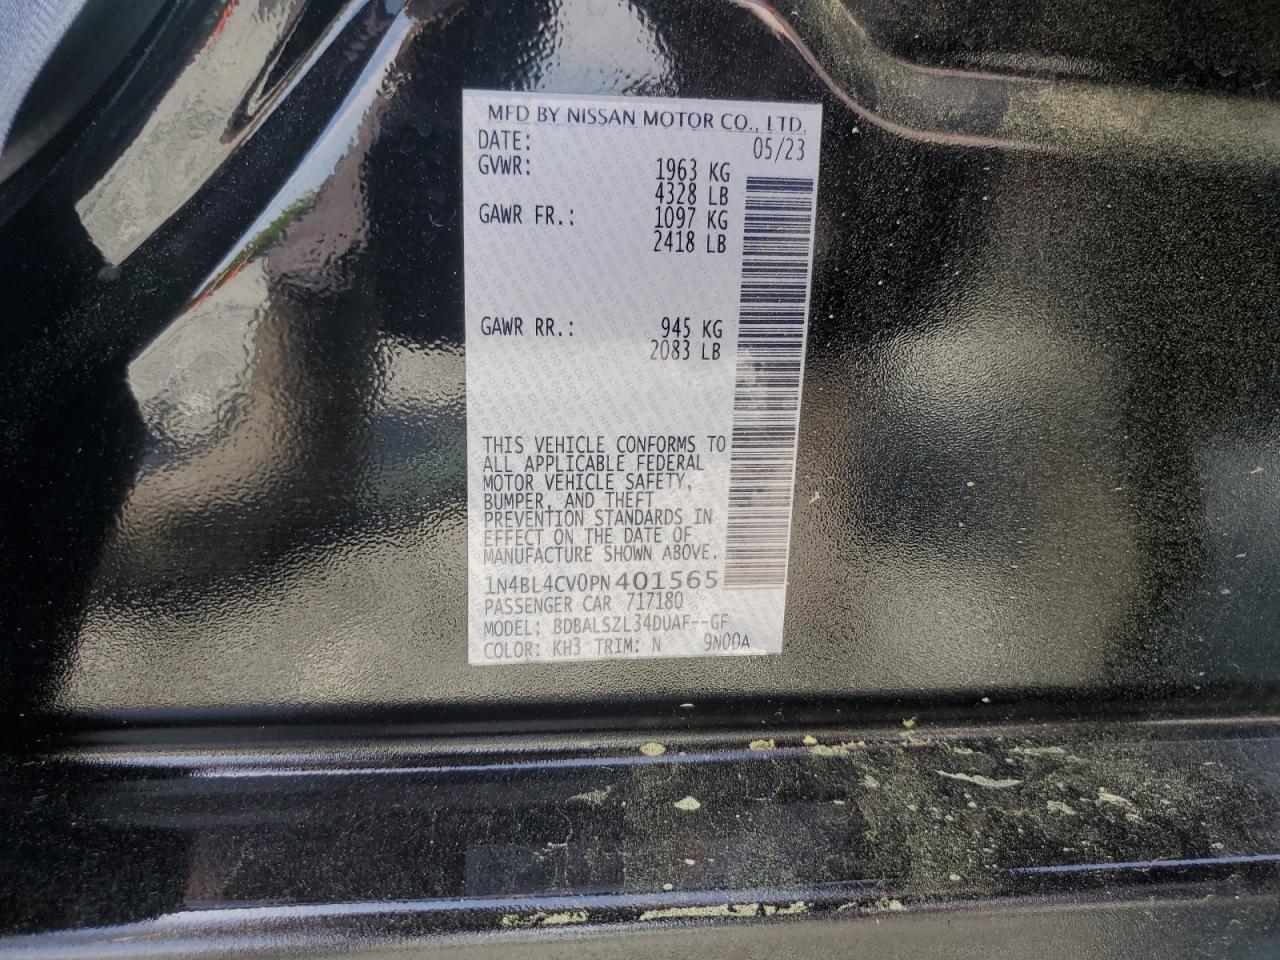 MFD BY NISSAN MOTOR CO., LTD.
DATE: 05/23
GVWR: 1963 KG
4328 LB
GAWR FR.: 1097 KG
2418 LB
GAWR RR.: 945 KG
2083 LB
THIS VEHICLE CONFORMS TO
ALL APPLICABLE FEDERAL
MOTOR VEHICLE SAFETY,
BUMPER, AND THEFT
PREVENTION STANDARDS IN
EFFECT ON THE DATE OF
MANUFACTURE SHOWN ABOVE.
1N4BL4CV0PN401565
PASSENGER CAR 717180
MODEL: BDBALSZL34DUAF--GF
COLOR: KH3 TRIM: N 9N00A